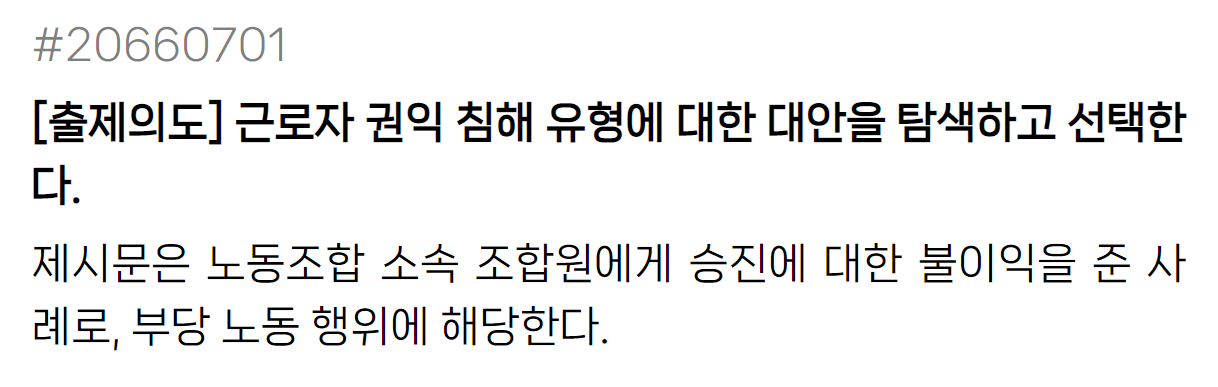 #20660701
[출제의도] 근로자 권익 침해 유형에 대한 대안을 탐색하고 선택한
다.
제시문은 노동조합 소속 조합원에게 승진에 대한 불이익을 준 사
례로, 부당 노동 행위에 해당한다.